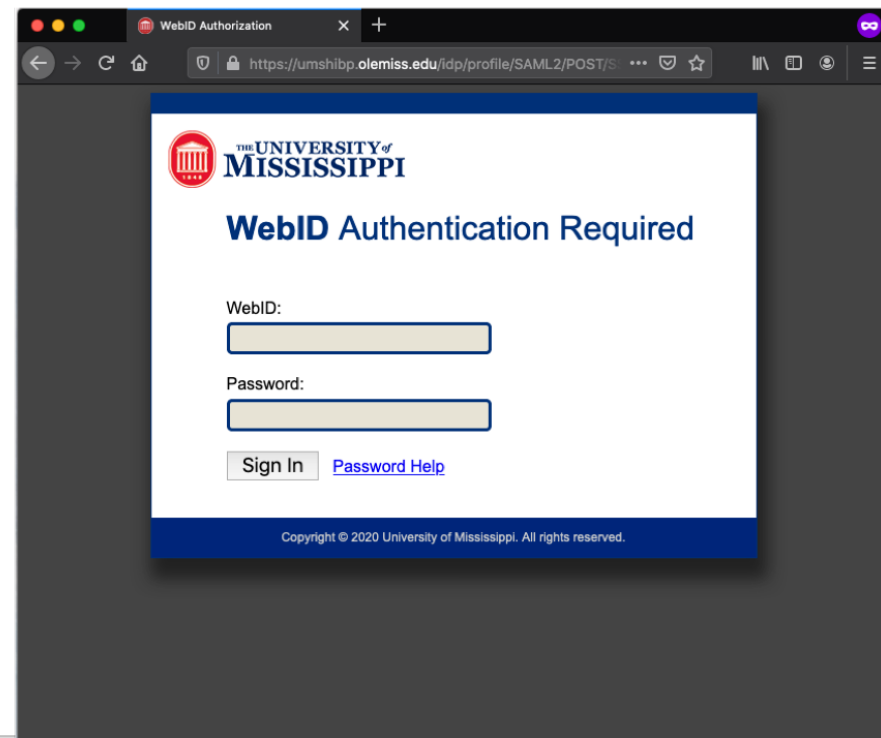 WebID Authorization
https://umshibp.olemiss.edu/idp/profile/SAML2/POST/S
THE UNIVERSITY of
MISSISSIPPI
WebID Authentication Required
WebID:
Password:
Sign In Password Help
Copyright © 2020 University of Mississippi. All rights reserved.